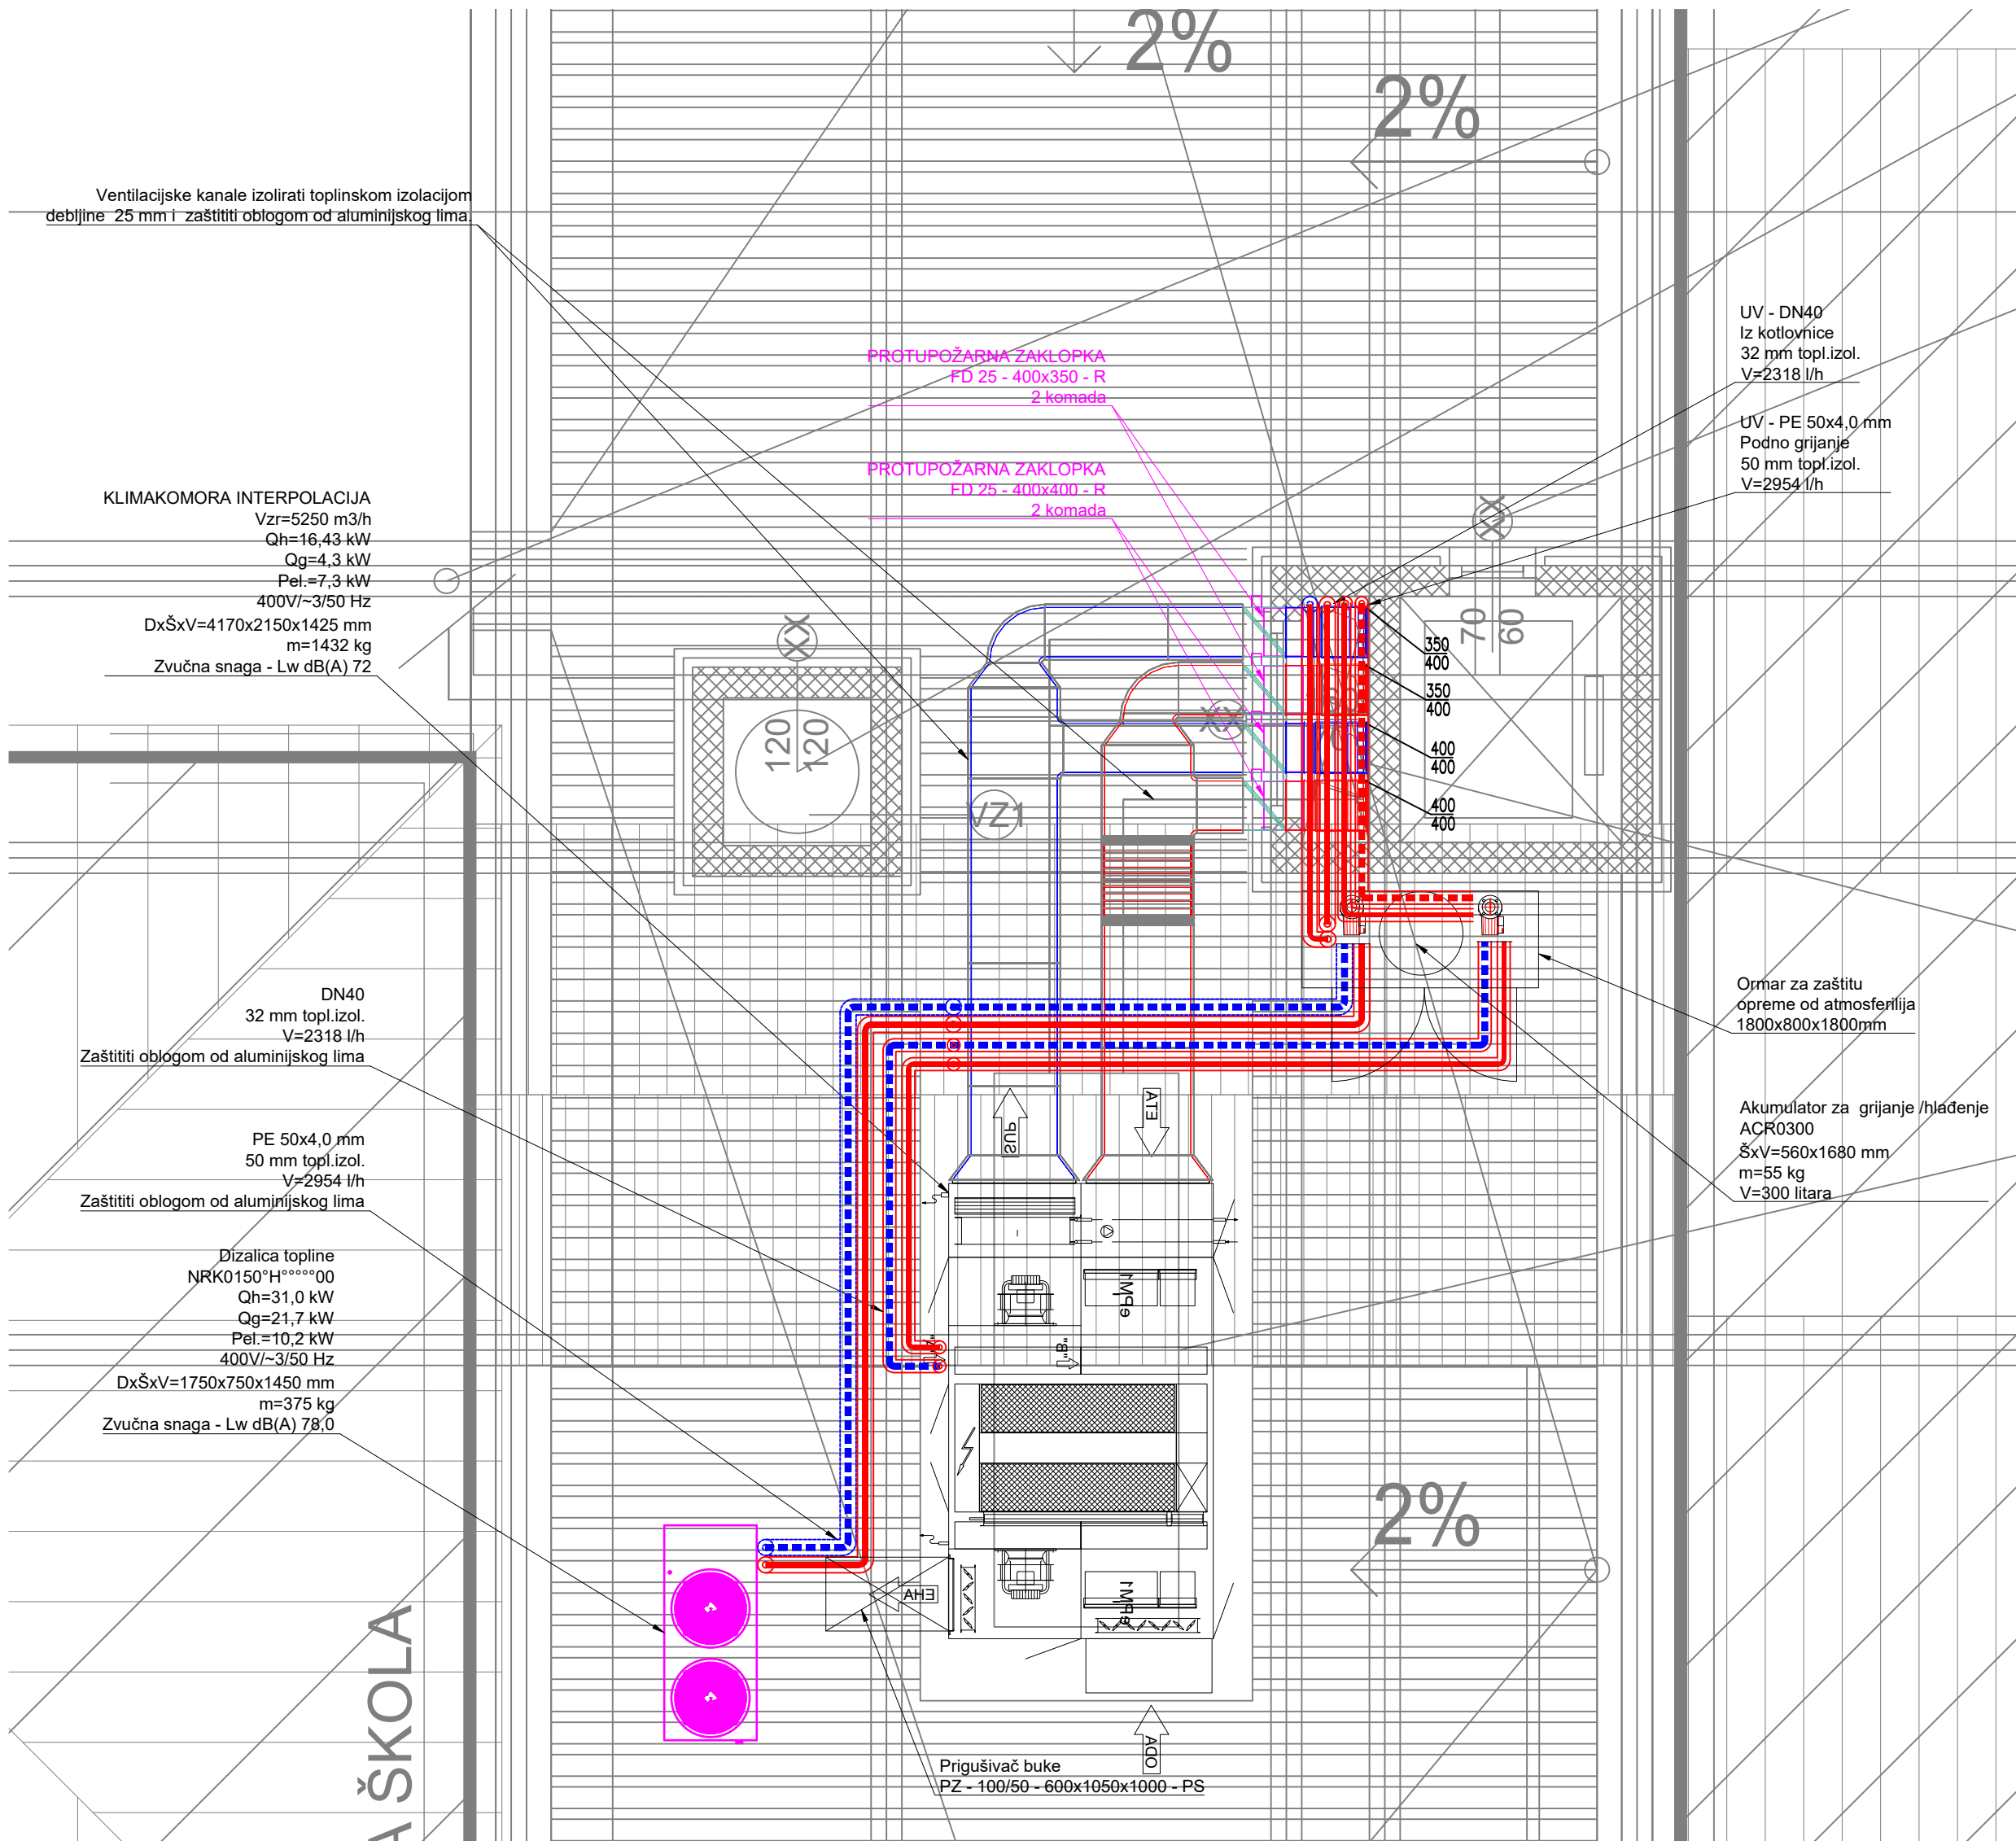 2%
2%
Ventilacijske kanale izolirati toplinskom izolacijom
debljine 25 mm i zaštititi oblogom od aluminijskog lima.
UV - DN40
Iz kotlovnice
32 mm topl.izol.
V=2318 l/h
PROTUPOŽARNA ZAKLOPKA
FD 25 - 400x350 - R
2 komada
UV - PE 50x4,0 mm
Podno grijanje
50 mm topl.izol.
V=2954 l/h
PROTUPOŽARNA ZAKLOPKA
FD 25 - 400x400 - R
2 komada
KLIMAKOMORA INTERPOLACIJA
Vzr=5250 m3/h
Qh=16,43 kW
Qg=4,3 kW
Pel.=7,3 kW
400V/~3/50 Hz
DxŠxV=4170x2150x1425 mm
m=1432 kg
Zvučna snaga - Lw dB(A) 72
XX
XX
XX
70
60
120
120
350
400
350
400
400
400
400
400
VZ1
DN40
32 mm topl.izol.
V=2318 l/h
Zaštititi oblogom od aluminijskog lima
Ormar za zaštitu
opreme od atmosferilija
1800x800x1800mm
Akumulator za grijanje /hlađenje
ACR0300
ŠxV=560x1680 mm
m=55 kg
V=300 litara
PE 50x4,0 mm
50 mm topl.izol.
V=2954 l/h
Zaštititi oblogom od aluminijskog lima
SUP
ETA
Dizalica topline
NRK0150°H°°°°°00
Qh=31,0 kW
Qg=21,7 kW
Pel.=10,2 kW
400V/~3/50 Hz
DxŠxV=1750x750x1450 mm
m=375 kg
Zvučna snaga - Lw dB(A) 78,0
ePM1
"B"
2%
EHA
ePM1
ODA
Prigušivač buke
PZ - 100/50 - 600x1050x1000 - PS
A ŠKOLA